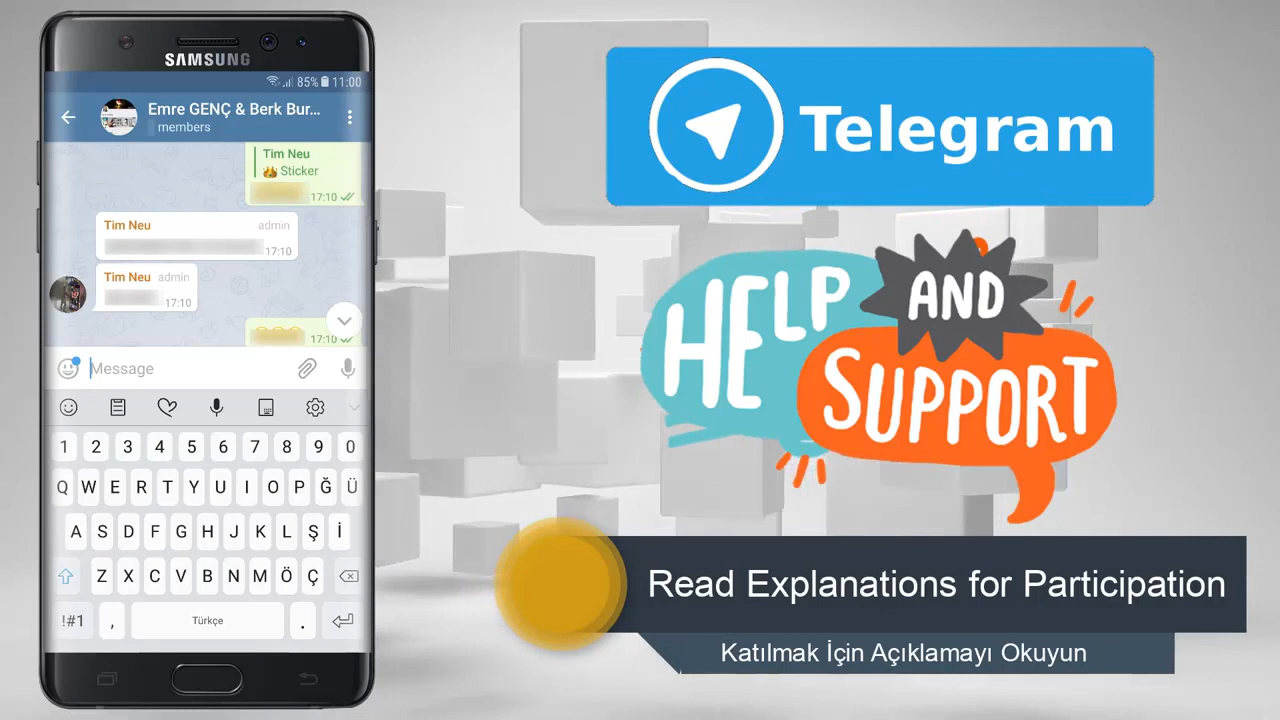 SAMSUNG
85% 11:00
Emre GENÇ & Berk Bur...
members
Tim Neu
Sticker
17:10
Tim Neu admin
17:10
Tim Neu admin
17:10
17:10
Message
1 2 3 4 5 6 7 8 9 0
Q W E R T Y U I O P Ğ Ü
A S D F G H J K L Ş İ
Z X C V B N M Ö Ç
!#1 , Türkçe .
Telegram
HELP
AND
SUPPORT
Read Explanations for Participation
Katılmak İçin Açıklamayı Okuyun